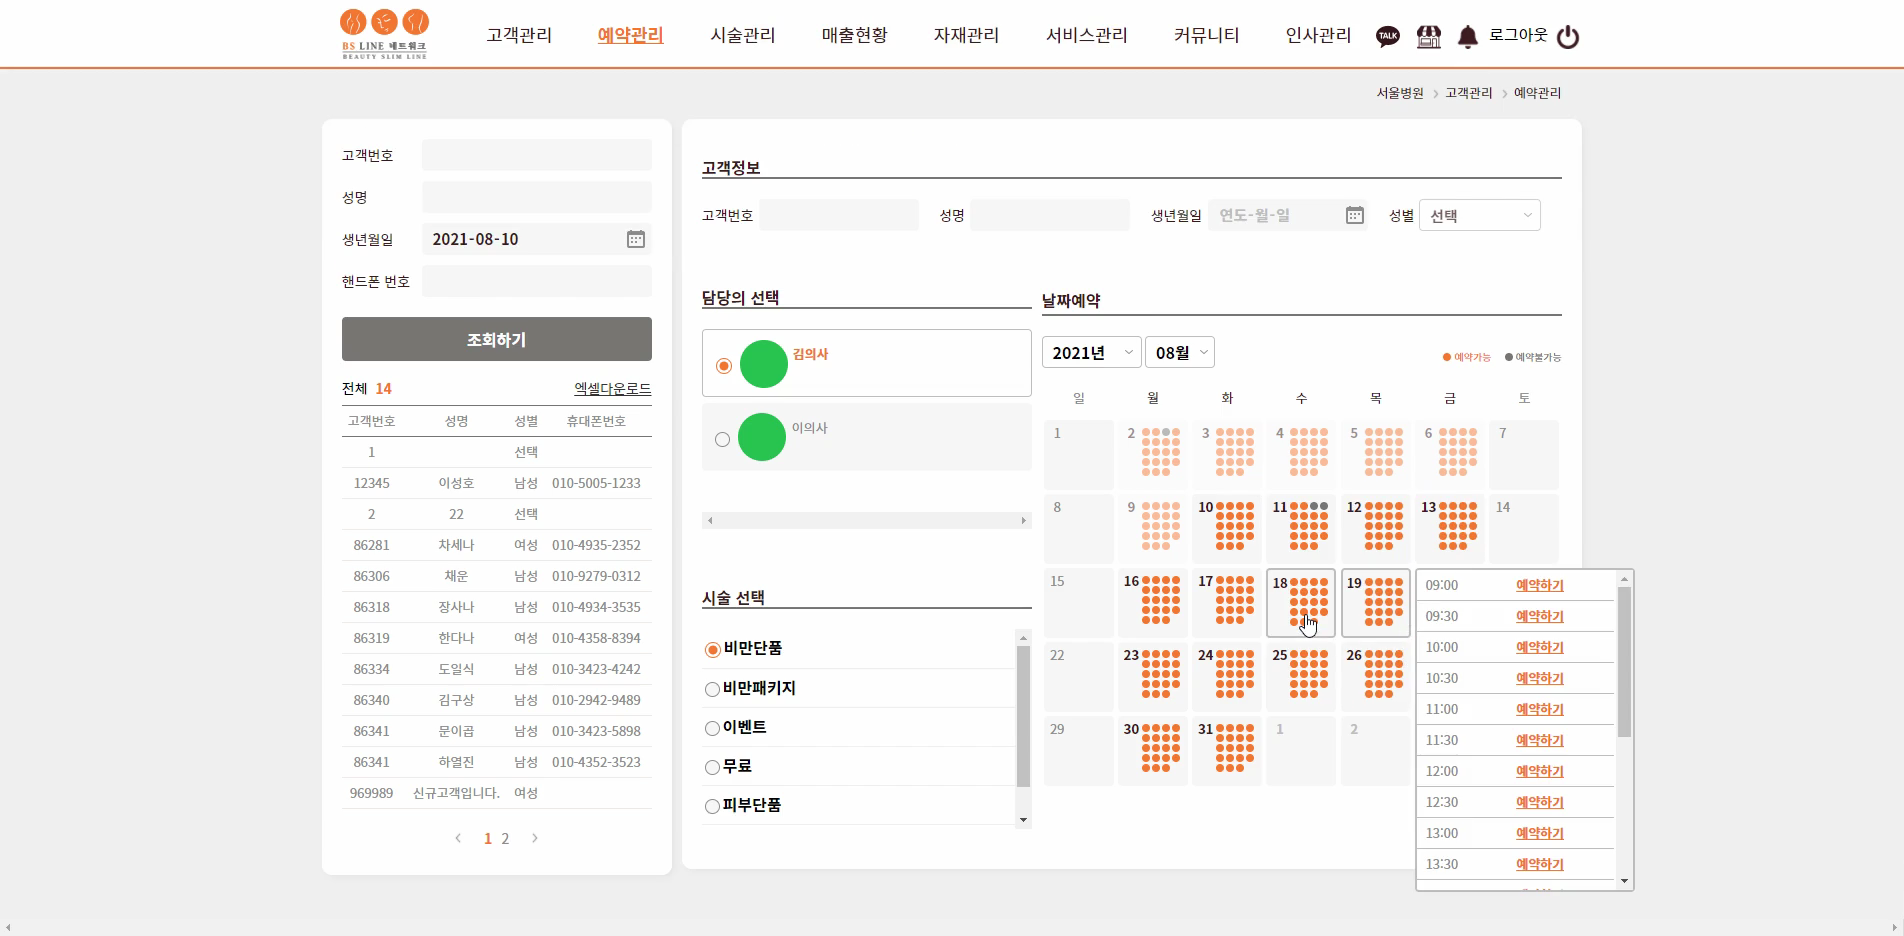 BS LINE 네트워크
BEAUTY SLIM LINE
고객관리 예약관리 시술관리 매출현황 자재관리 서비스관리 커뮤니티 인사관리 TALK 로그아웃
서울병원 > 고객관리 > 예약관리
고객번호
성명
생년월일 2021-08-10
핸드폰 번호
조회하기
전체 14 엑셀다운로드
고객번호 성명 성별 휴대폰번호
1 선택
12345 이성호 남성 010-5005-1233
2 22 선택
86281 차세나 여성 010-4935-2352
86306 채운 남성 010-9279-0312
86318 장사나 남성 010-4934-3535
86319 한다나 여성 010-4358-8394
86334 도일식 남성 010-3423-4242
86340 김구상 남성 010-2942-9489
86341 문이곱 남성 010-3423-5898
86341 하열진 남성 010-4352-3523
969989 신규고객입니다. 여성
< 1 2 >
고객정보
고객번호 성명 생년월일 연도-월-일 성별 선택
담당의 선택
김의사
이의사
시술 선택
비만단품
비만패키지
이벤트
무료
피부단품
날짜예약
2021년 08월
예약가능 예약불가능
일 월 화 수 목 금 토
1 2 3 4 5 6 7
8 9 10 11 12 13 14
15 16 17 18 19
22 23 24 25 26
29 30 31 1 2
09:00 예약하기
09:30 예약하기
10:00 예약하기
10:30 예약하기
11:00 예약하기
11:30 예약하기
12:00 예약하기
12:30 예약하기
13:00 예약하기
13:30 예약하기